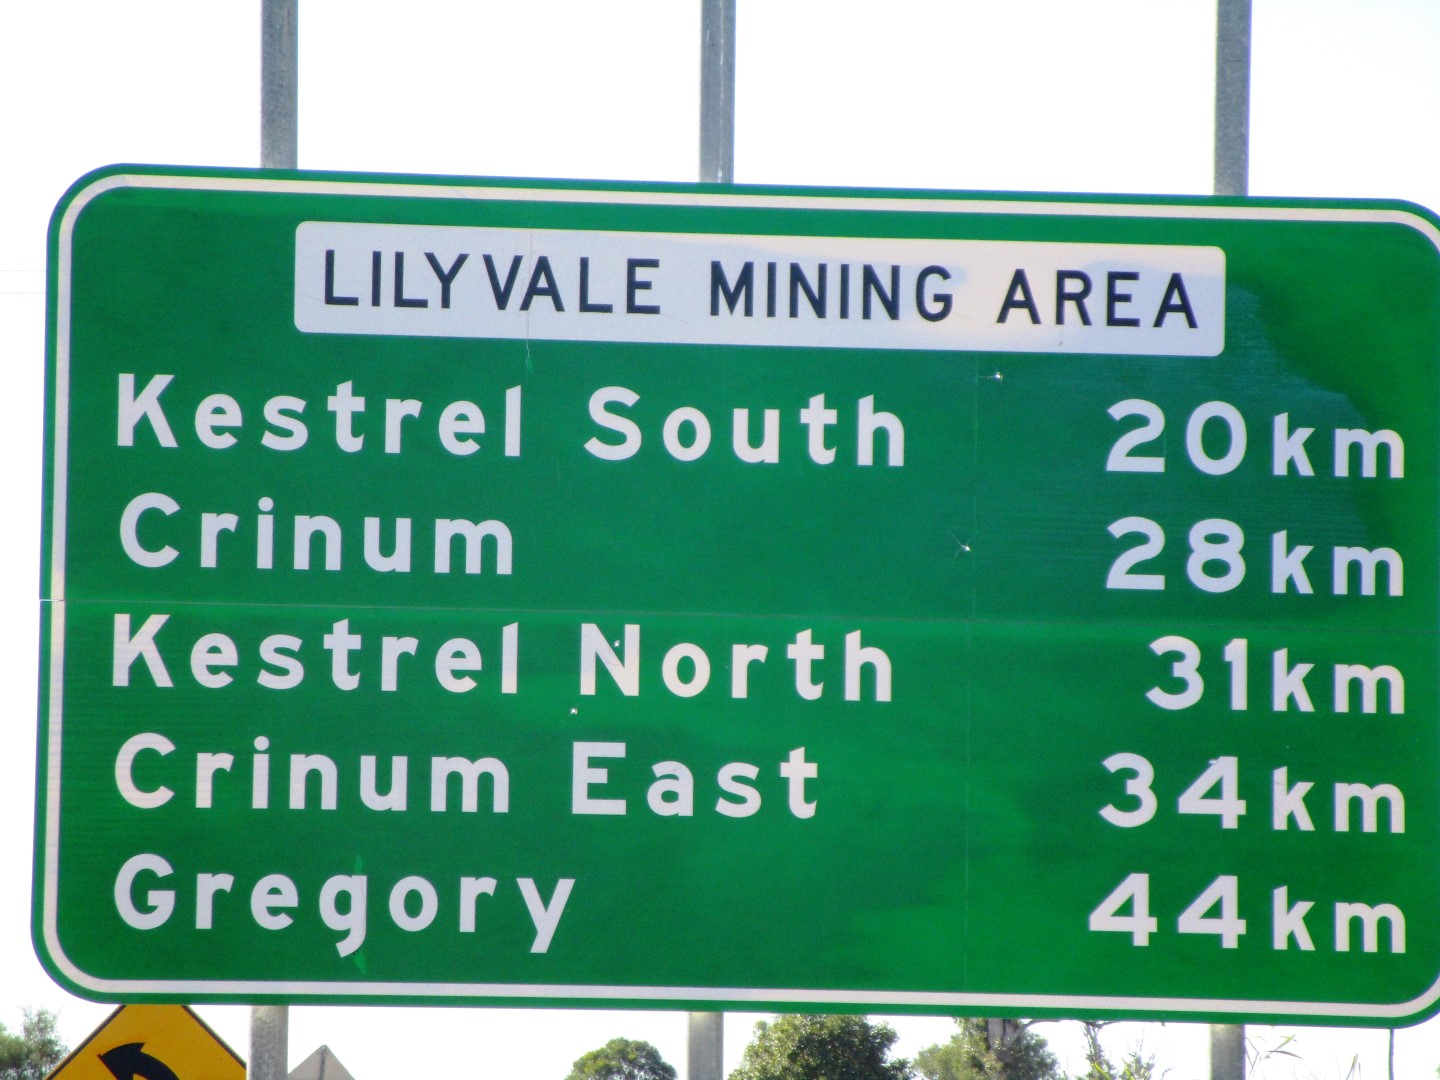 LILYVALE MINING AREA
Kestrel South 20km
Crinum 28km
Kestrel North 31km
Crinum East 34km
Gregory 44km